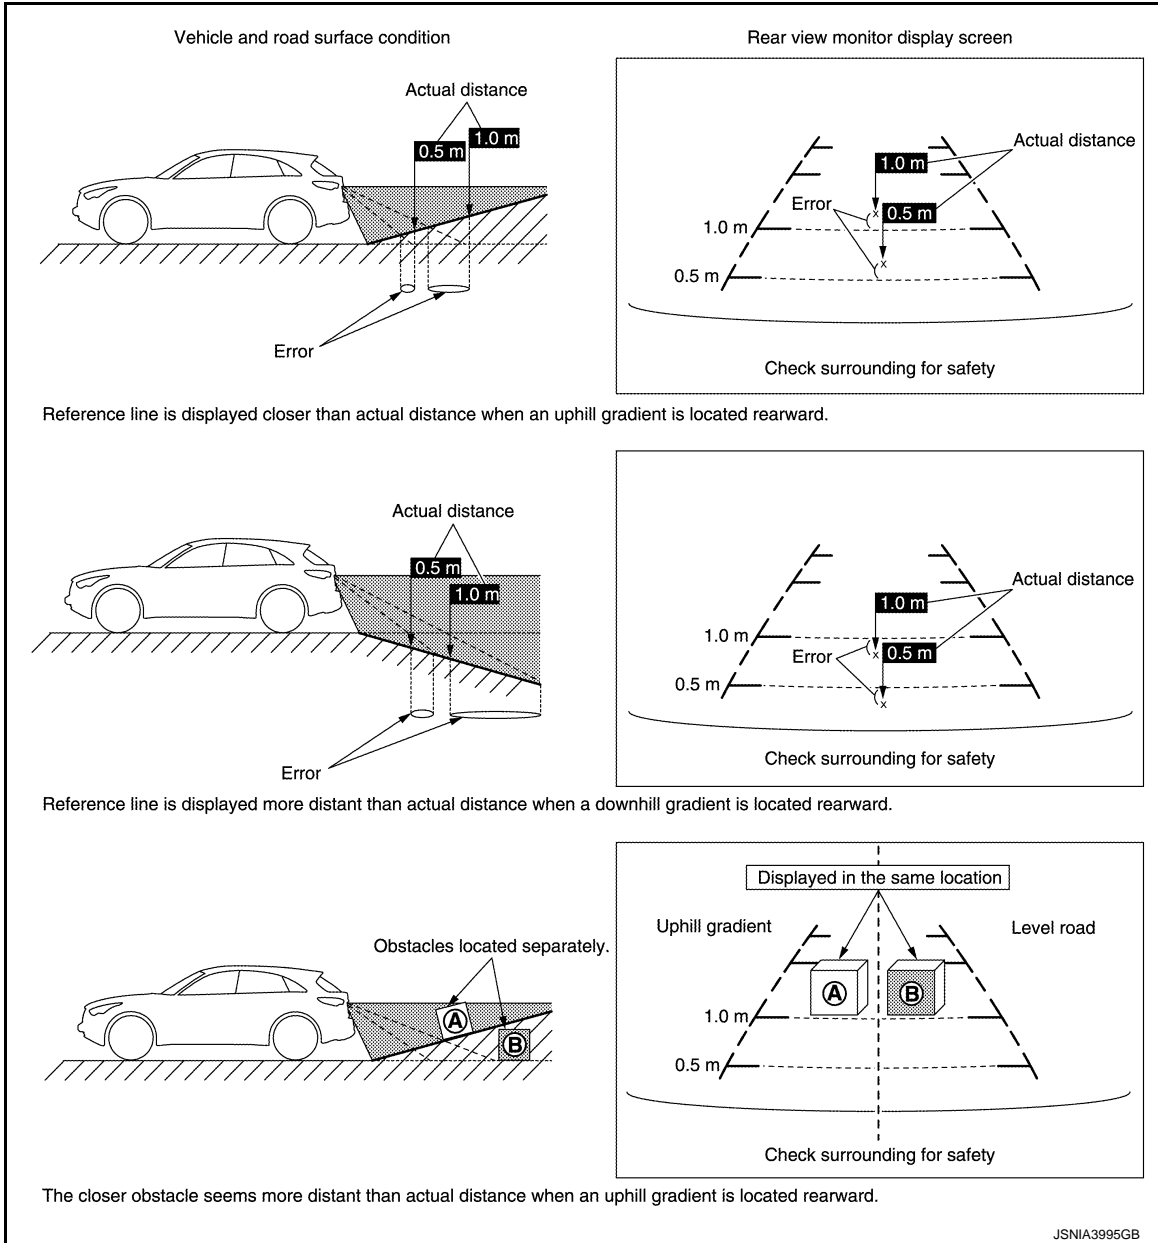 Vehicle and road surface condition
Rear view monitor display screen
Actual distance
1.0 m
0.5 m
Error
Actual distance
1.0 m
0.5 m
Error
1.0 m
0.5 m
Check surrounding for safety
Reference line is displayed closer than actual distance when an uphill gradient is located rearward.
Actual distance
0.5 m
1.0 m
Error
Actual distance
1.0 m
0.5 m
Error
1.0 m
0.5 m
Check surrounding for safety
Reference line is displayed more distant than actual distance when a downhill gradient is located rearward.
Obstacles located separately.
A
B
Displayed in the same location
Uphill gradient
Level road
A
B
1.0 m
0.5 m
Check surrounding for safety
The closer obstacle seems more distant than actual distance when an uphill gradient is located rearward.
JSNIA3995GB